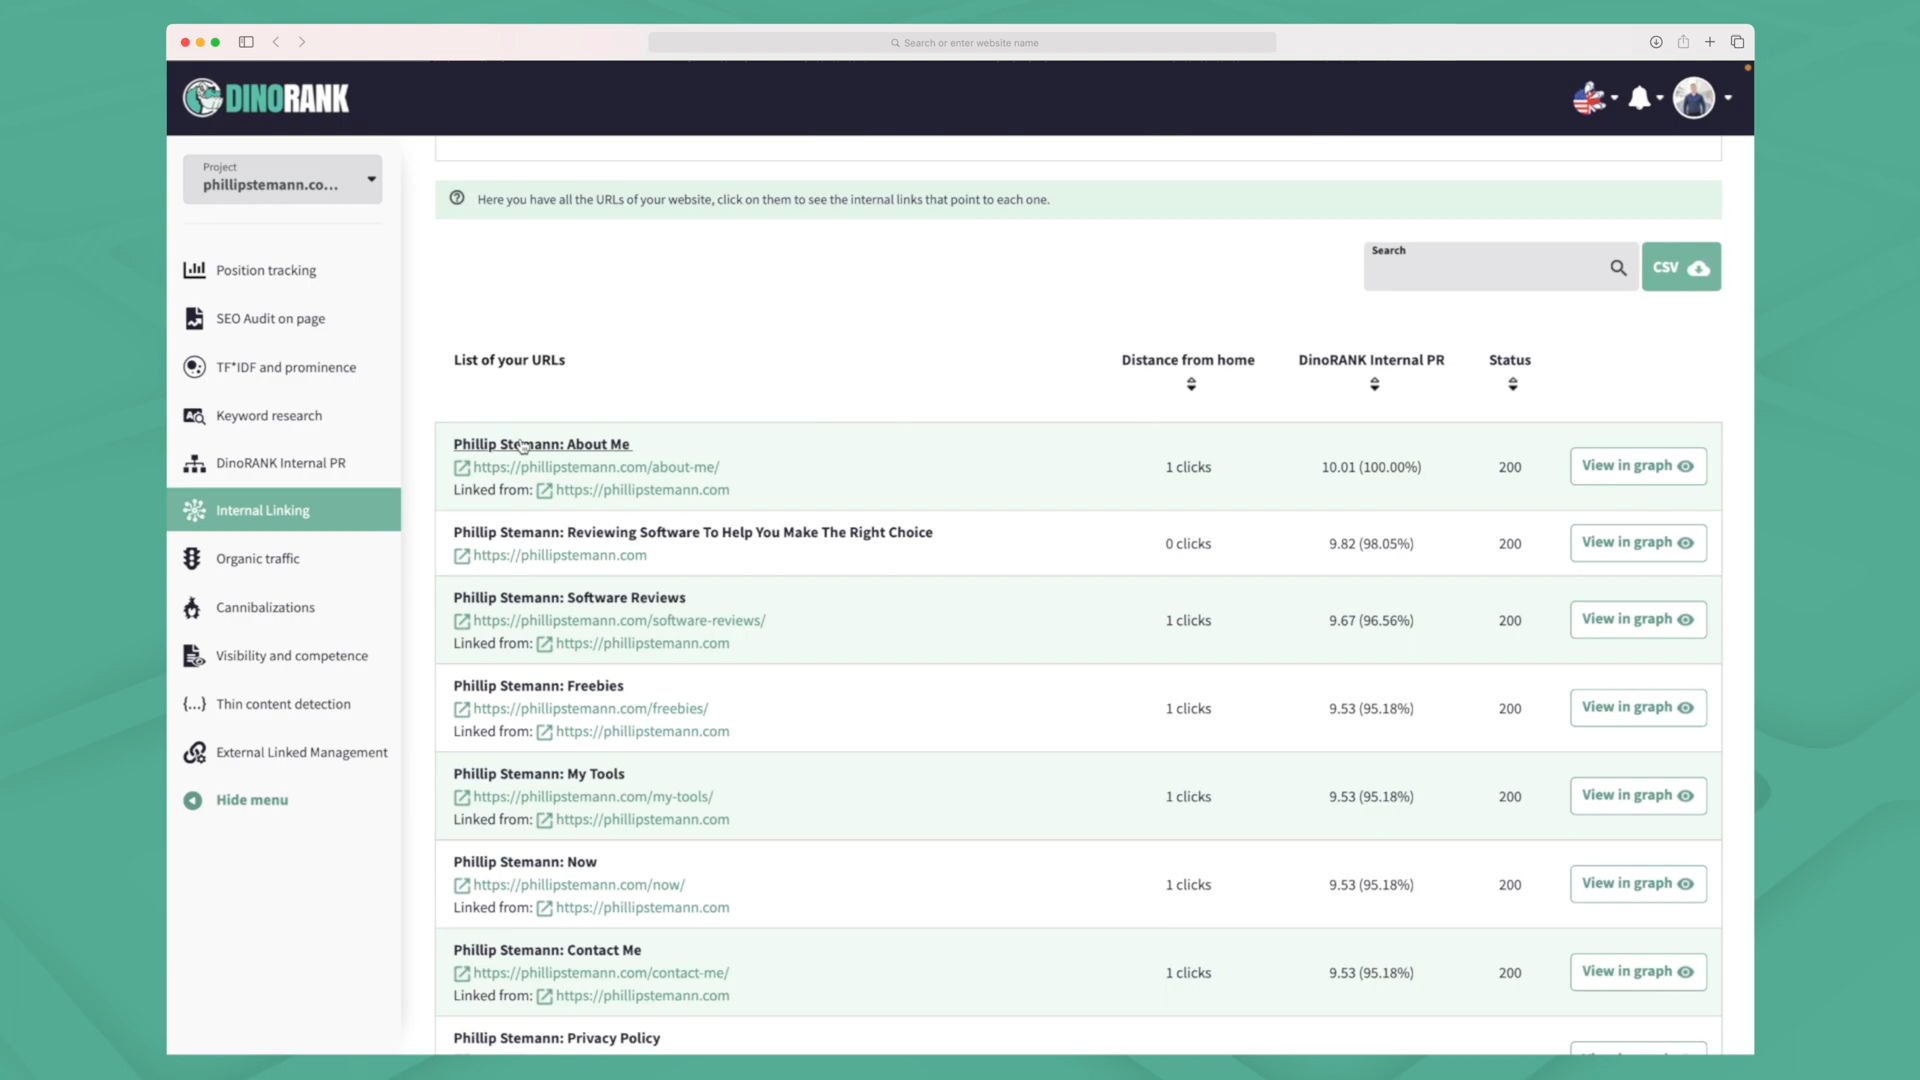 Search or enter website name
DINORANK
Project
phillipstemann.co...
Here you have all the URLs of your website, click on them to see the internal links that point to each one.
Search
CSV
Position tracking
SEO Audit on page
TF*IDF and prominence
Keyword research
DinoRANK Internal PR
Internal Linking
Organic traffic
Cannibalizations
Visibility and competence
{...} Thin content detection
External Linked Management
Hide menu
List of your URLs Distance from home DinoRANK Internal PR Status
Phillip Stemann: About Me
https://phillipstemann.com/about-me/ 1 clicks 10.01 (100.00%) 200 View in graph
Linked from: https://phillipstemann.com
Phillip Stemann: Reviewing Software To Help You Make The Right Choice
https://phillipstemann.com 0 clicks 9.82 (98.05%) 200 View in graph
Phillip Stemann: Software Reviews
https://phillipstemann.com/software-reviews/ 1 clicks 9.67 (96.56%) 200 View in graph
Linked from: https://phillipstemann.com
Phillip Stemann: Freebies
https://phillipstemann.com/freebies/ 1 clicks 9.53 (95.18%) 200 View in graph
Linked from: https://phillipstemann.com
Phillip Stemann: My Tools
https://phillipstemann.com/my-tools/ 1 clicks 9.53 (95.18%) 200 View in graph
Linked from: https://phillipstemann.com
Phillip Stemann: Now
https://phillipstemann.com/now/ 1 clicks 9.53 (95.18%) 200 View in graph
Linked from: https://phillipstemann.com
Phillip Stemann: Contact Me
https://phillipstemann.com/contact-me/ 1 clicks 9.53 (95.18%) 200 View in graph
Linked from: https://phillipstemann.com
Phillip Stemann: Privacy Policy